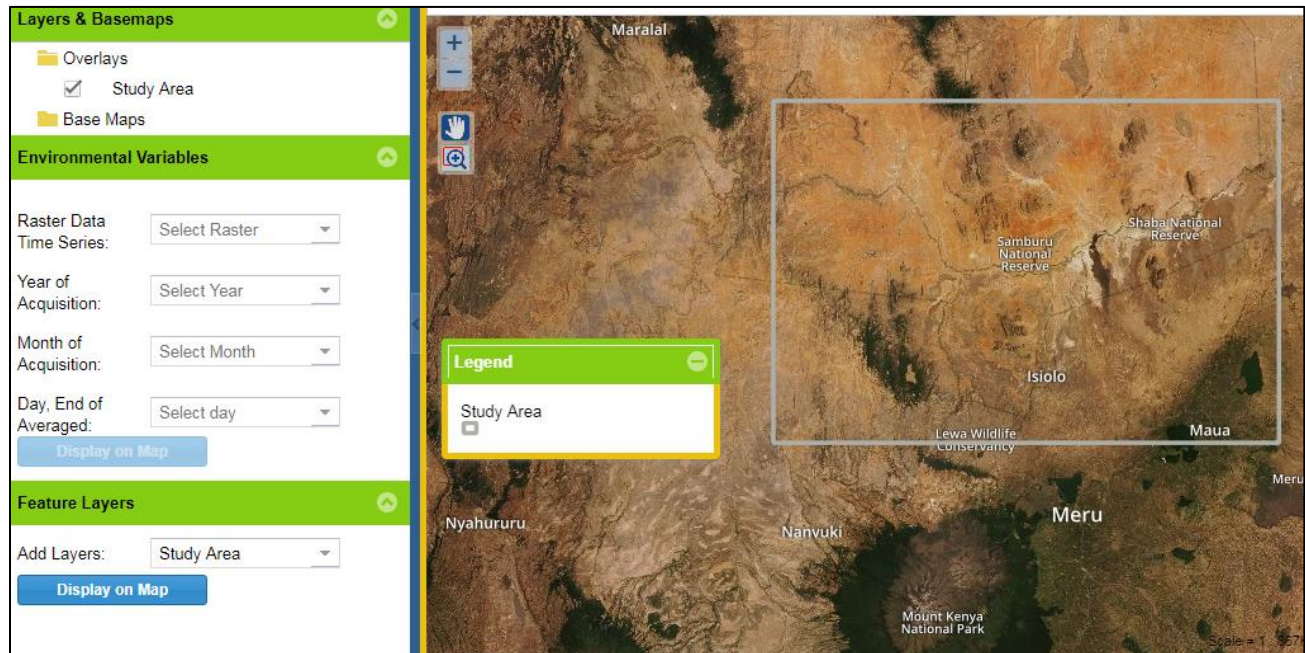 Layers & Basemaps
Overlays
Study Area
Base Maps
Environmental Variables
Raster Data
Time Series:
Select Raster
Year of
Acquisition:
Select Year
Month of
Acquisition:
Select Month
Day, End of
Averaged:
Select day
Display on Map
Feature Layers
Add Layers:
Study Area
Display on Map
Maralal
Shaba National
Reserve
Samburu
National
Reserve
Legend
Study Area
Isiolo
Lewa Wildlife
Conservancy
Maua
Meru
Nyahururu
Nanvuki
Meru
Mount Kenya
National Park
Scale = 1